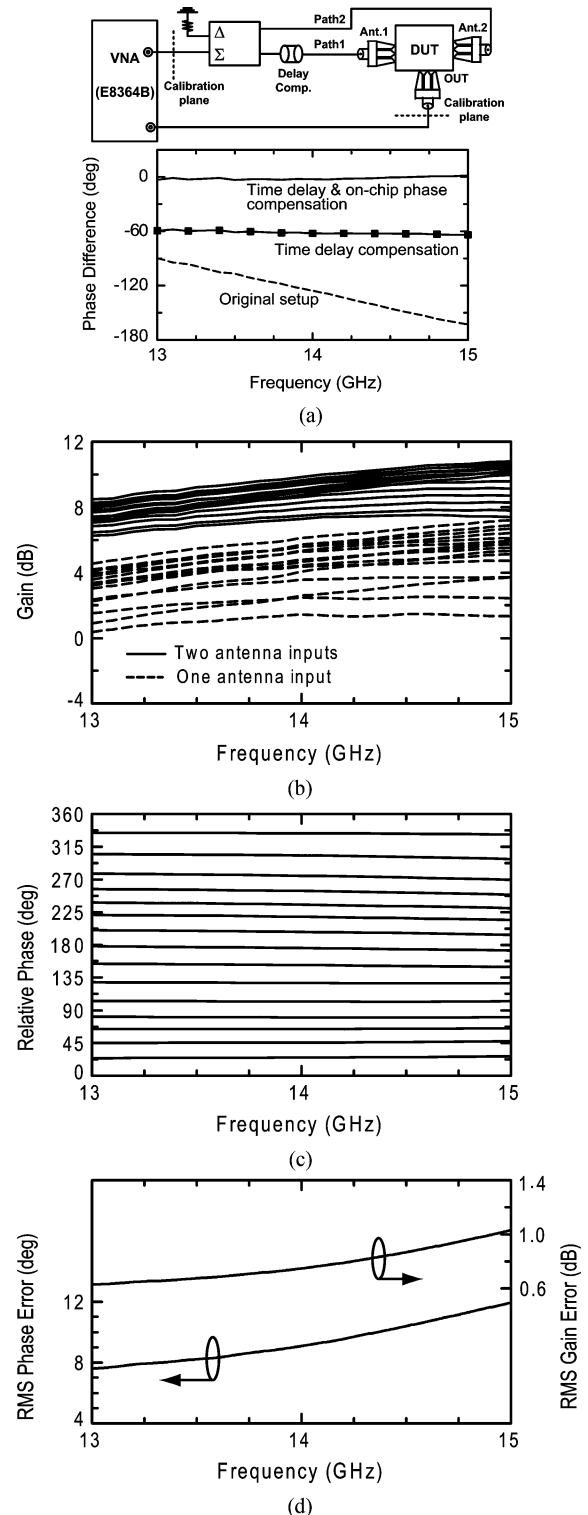 Path2
Ant.1
Ant.2
Δ
Σ
VNA
(E8364B)
Path1
DUT
Calibration
plane
Delay
Comp.
OUT
Calibration
plane
Phase Difference (deg)
0
-60
-120
-180
Time delay & on-chip phase
compensation
Time delay compensation
Original setup
13
14
15
Frequency (GHz)
(a)
Gain (dB)
12
8
4
0
-4
Two antenna inputs
One antenna input
13
14
15
Frequency (GHz)
(b)
Relative Phase (deg)
360
315
270
225
180
135
90
45
0
13
14
15
Frequency (GHz)
(c)
RMS Phase Error (deg)
12
8
4
1.4
1.0
0.6
RMS Gain Error (dB)
13
14
15
Frequency (GHz)
(d)